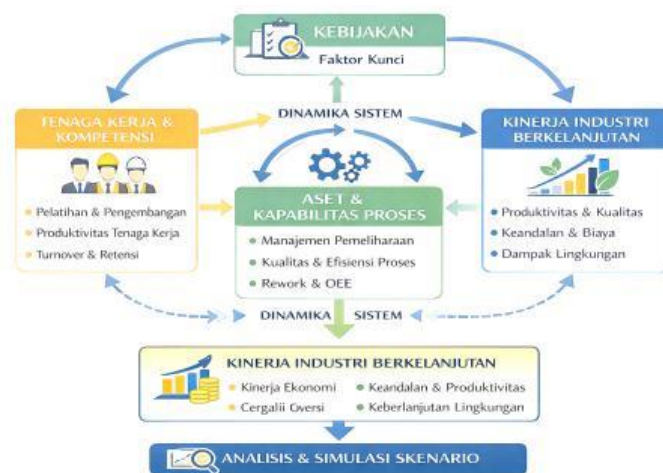 KEBIJAKAN
Faktor Kunci
TENAGA KERJA &
KOMPETENSI
Pelatihan & Pengembangan
Produktivitas Tenaga Kerja
Turnover & Retensi
DINAMIKA SISTEM
KINERJA INDUSTRI
BERKELANJUTAN
Produktivitas & Kualitas
Keandalan & Biaya
Dampak Lingkungan
ASET &
KAPABILITAS PROSES
Manajemen Pemeliharaan
Kualitas & Efisiensi Proses
Rework & OEE
DINAMIKA SISTEM
KINERJA INDUSTRI BERKELANJUTAN
Kinerja Ekonomi
Cergalii Oversi
Keandalan & Produktivitas
Keberlanjutan Lingkungan
ANALISIS & SIMULASI SKENARIO